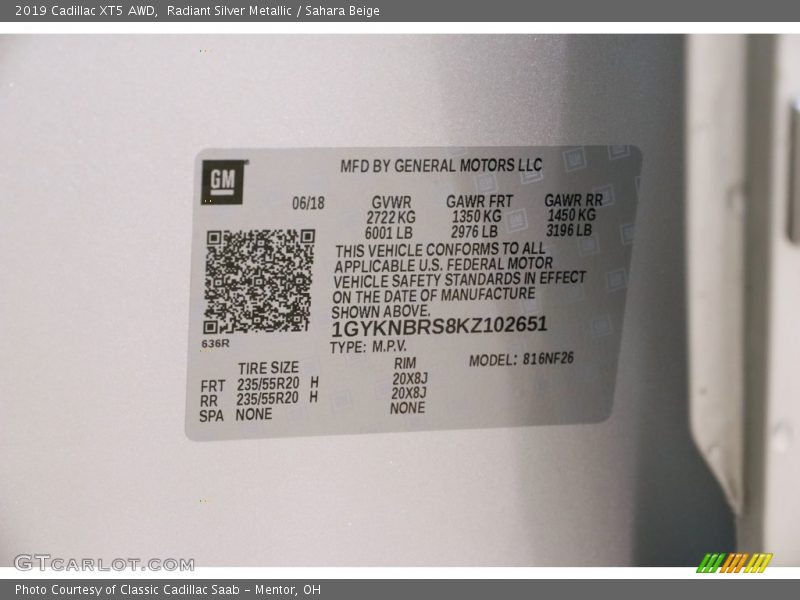 2019 Cadillac XT5 AWD,  Radiant Silver Metallic / Sahara Beige
GM
MFD BY GENERAL MOTORS LLC
06/18 GVWR GAWR FRT GAWR RR
2722 KG 1350 KG 1450 KG
6001 LB 2976 LB 3196 LB
THIS VEHICLE CONFORMS TO ALL
APPLICABLE U.S. FEDERAL MOTOR
VEHICLE SAFETY STANDARDS IN EFFECT
ON THE DATE OF MANUFACTURE
SHOWN ABOVE.
1GYKNBRS8KZ102651
636R
TYPE: M.P.V.
TIRE SIZE RIM MODEL: 816NF26
FRT 235/55R20 H 20X8J
RR 235/55R20 H 20X8J
SPA NONE NONE
GTcarlot.com
Photo Courtesy of Classic Cadillac Saab - Mentor, OH